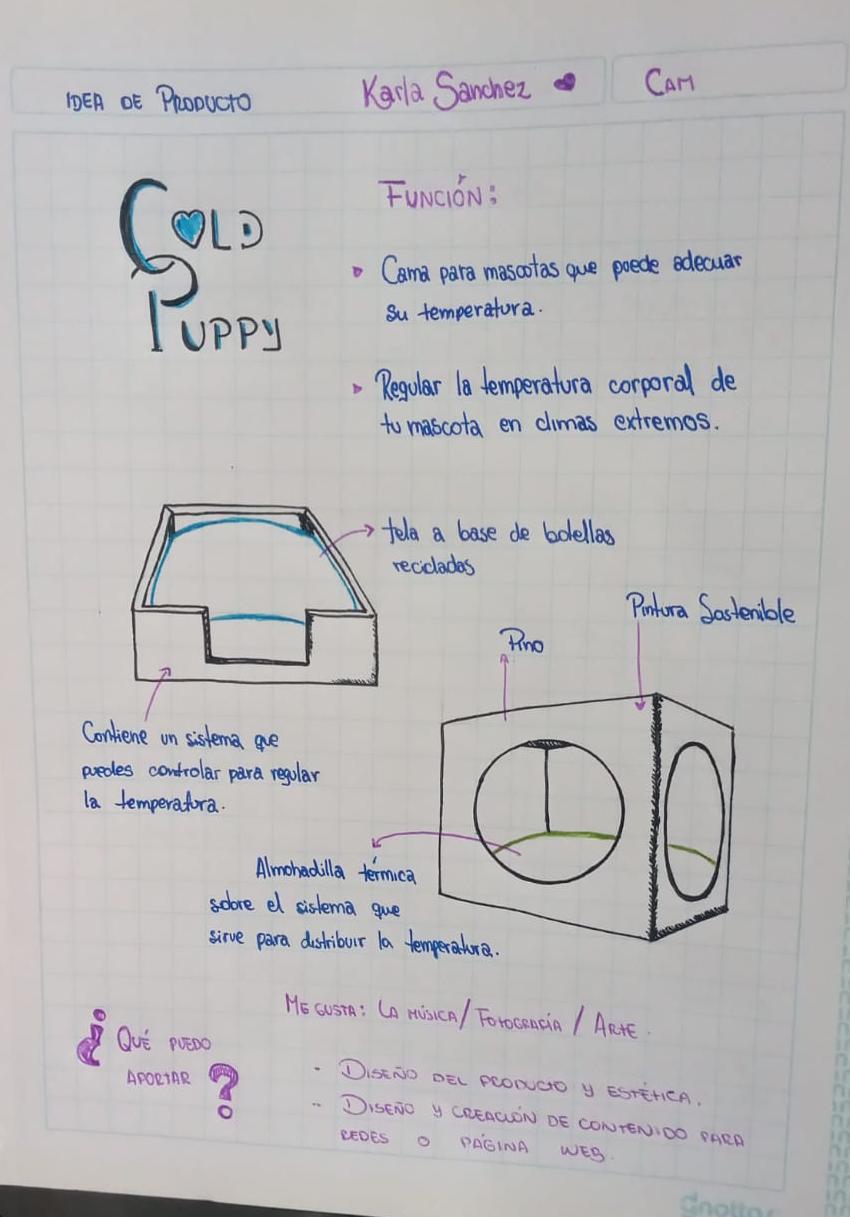 IDEA DE PRODUCTO
Karla Sanchez
CAM
COLD
PUPPY
FUNCIÓN:
Cama para mascotas que puede adecuar
su temperatura.
Regular la temperatura corporal de
tu mascota en climas extremos.
tela a base de botellas
recicladas
Pintura Sostenible
Pino
Contiene un sistema que
puedes controlar para regular
la temperatura.
Almohadilla térmica
sobre el sistema que
sirve para distribuir la temperatura.
ME GUSTA: LA MÚSICA/ FOTOGRAFÍA / ARTE.
¿QUÉ PUEDO
APORTAR?
- DISEÑO DEL PRODUCTO Y ESTÉTICA.
- DISEÑO Y CREACIÓN DE CONTENIDO PARA
REDES O PÁGINA WEB.